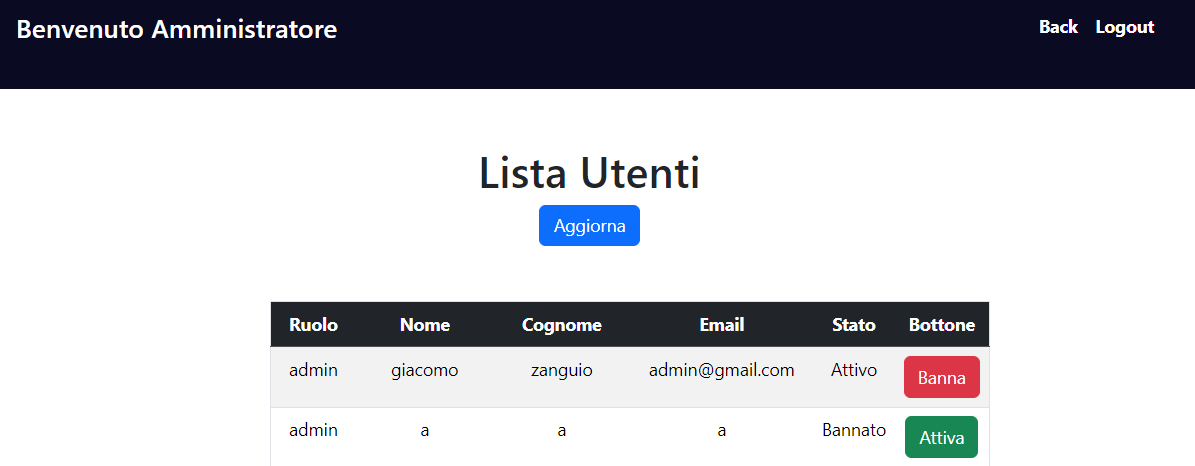 Benvenuto Amministratore Back Logout
Lista Utenti
Aggiorna
Ruolo Nome Cognome Email Stato Bottone
admin giacomo zanguio admin@gmail.com Attivo Banna
admin a a a Bannato Attiva